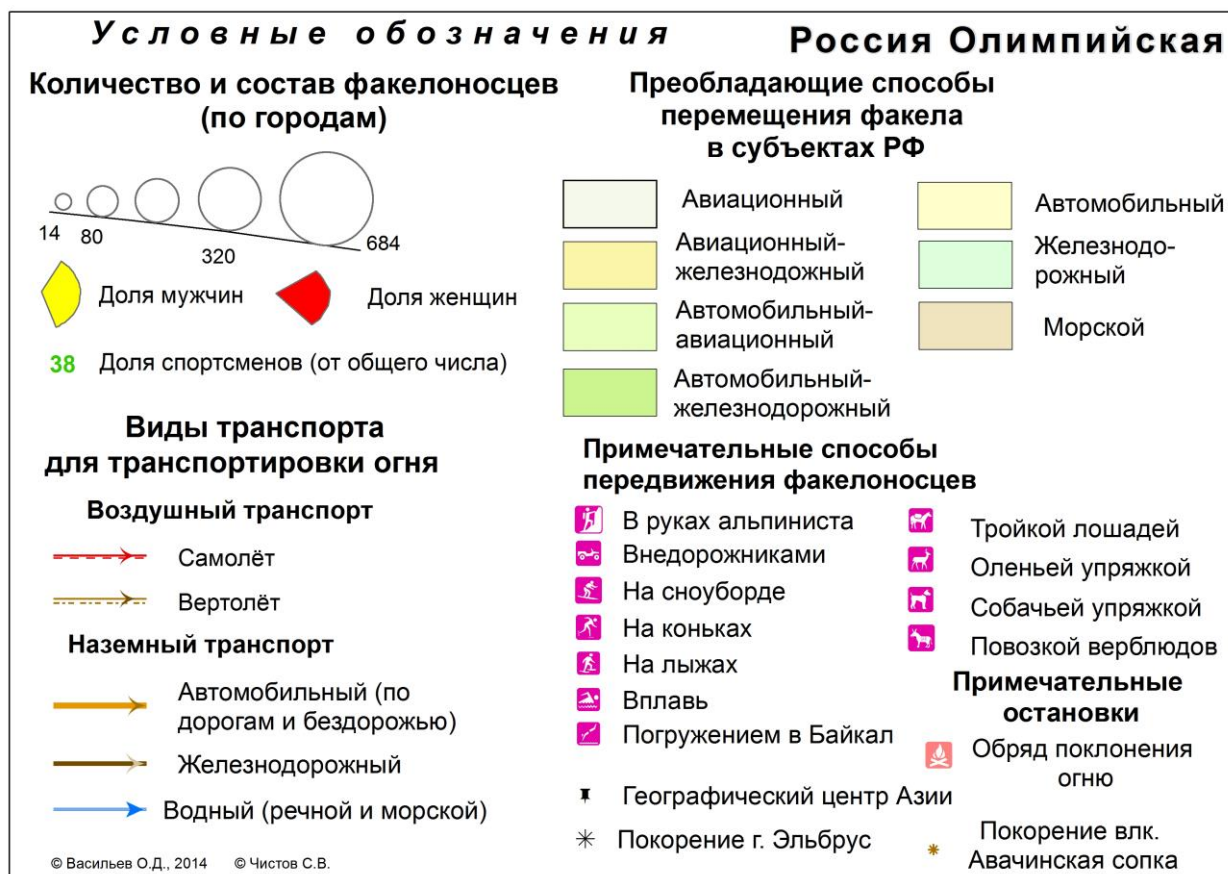 Условные обозначения
Россия Олимпийская
Количество и состав факелоносцев
(по городам)
14
80
320
684
Доля мужчин
Доля женщин
38
Доля спортсменов (от общего числа)
Виды транспорта
для транспортировки огня
Воздушный транспорт
Самолёт
Вертолёт
Наземный транспорт
Автомобильный (по
дорогам и бездорожью)
Железнодорожный
Водный (речной и морской)
© Васильев О.Д., 2014
© Чистов С.В.
Преобладающие способы
перемещения факела
в субъектах РФ
Авиационный
Авиационный-
железнодожный
Автомобильный-
авиационный
Автомобильный-
железнодорожный
Автомобильный
Железнодо-
рожный
Морской
Примечательные способы
передвижения факелоносцев
В руках альпиниста
Внедорожниками
На сноуборде
На коньках
На лыжах
Вплавь
Погружением в Байкал
Тройкой лошадей
Оленьей упряжкой
Собачьей упряжкой
Повозкой верблюдов
Географический центр Азии
Покорение г. Эльбрус
Примечательные
остановки
Обряд поклонения
огню
Покорение влк.
Авачинская сопка